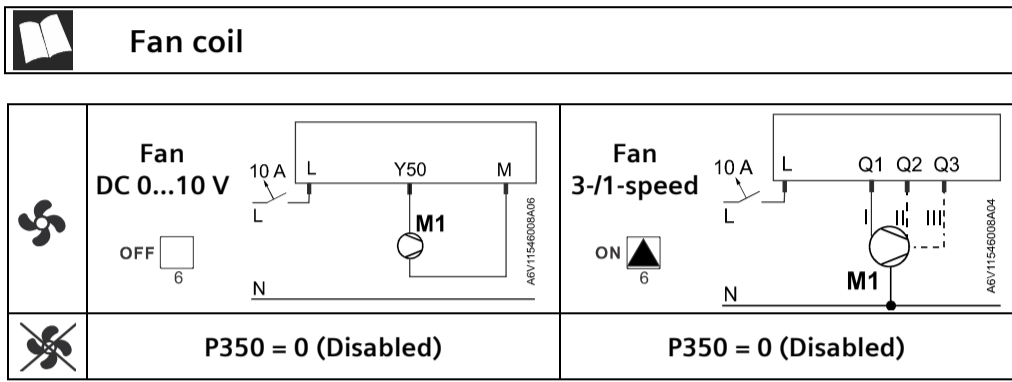 Fan coil
Fan
DC 0...10 V
OFF
6
10 A
L
Y50
M
L
M1
N
A6V11546008A06
Fan
3-/1-speed
ON
6
10 A
L
Q1 Q2 Q3
L
I
II
III
M1
N
A6V11546008A04
P350 = 0 (Disabled)
P350 = 0 (Disabled)